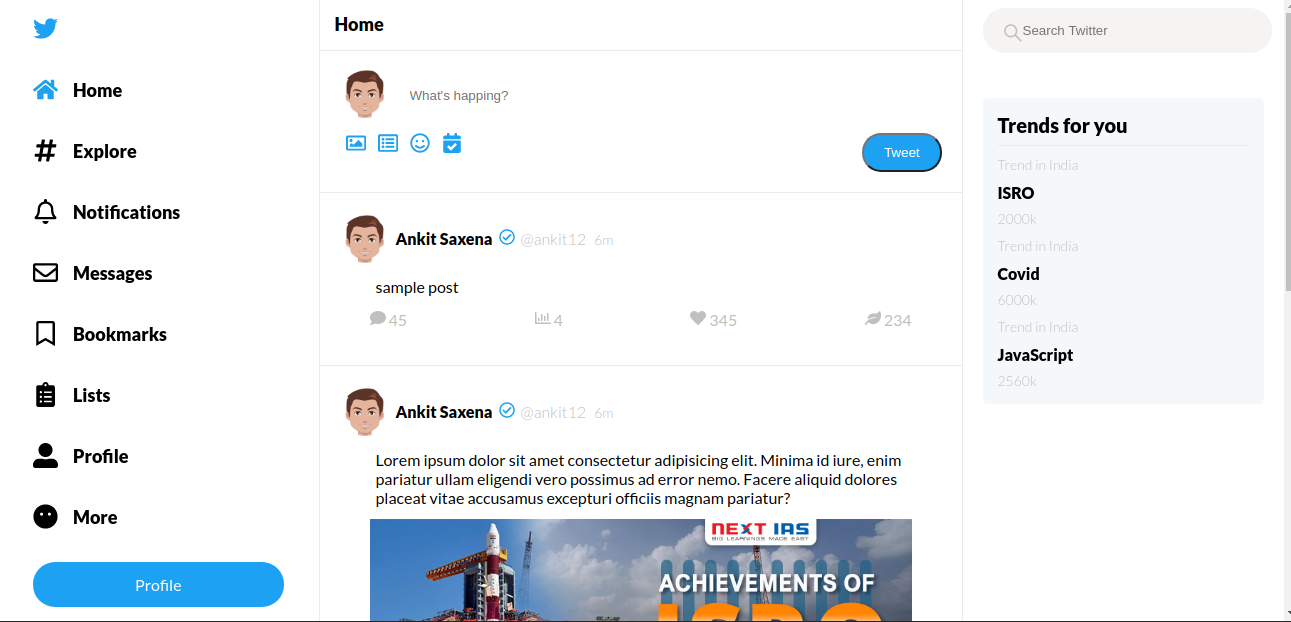 Home
Explore
Notifications
Messages
Bookmarks
Lists
Profile
More
Profile
Home
What's happing?
Tweet
Ankit Saxena @ankit12 6m
sample post
45 4 345 234
Ankit Saxena @ankit12 6m
Lorem ipsum dolor sit amet consectetur adipisicing elit. Minima id iure, enim
pariatur ullam eligendi vero possimus ad error nemo. Facere aliquid dolores
placeat vitae accusamus excepturi officiis magnam pariatur?
NEXT IAS
BIG LEARNINGS MADE EASY
ACHIEVEMENTS OF
ISRO
Search Twitter
Trends for you
Trend in India
ISRO
2000k
Trend in India
Covid
6000k
Trend in India
JavaScript
2560k